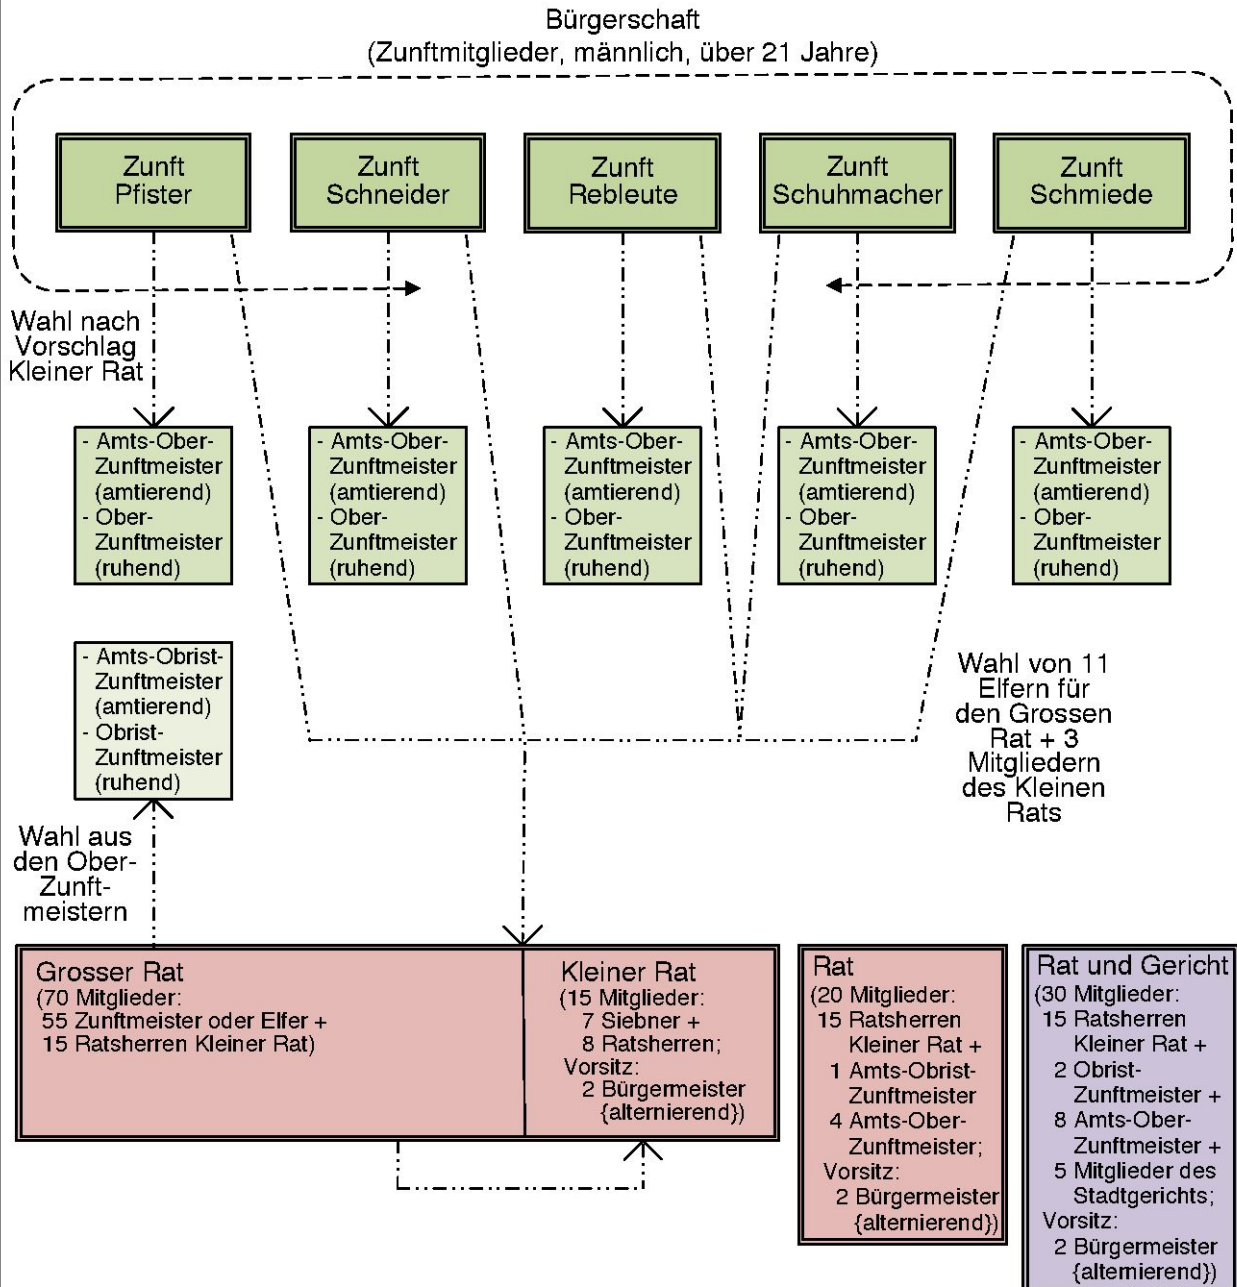 Bürgerschaft
(Zunftmitglieder, männlich, über 21 Jahre)
Zunft
Pfister
Zunft
Schneider
Zunft
Rebleute
Zunft
Schuhmacher
Zunft
Schmiede
Wahl nach
Vorschlag
Kleiner Rat
- Amts-Ober-
Zunftmeister
(amtierend)
- Ober-
Zunftmeister
(ruhend)
- Amts-Ober-
Zunftmeister
(amtierend)
- Ober-
Zunftmeister
(ruhend)
- Amts-Ober-
Zunftmeister
(amtierend)
- Ober-
Zunftmeister
(ruhend)
- Amts-Ober-
Zunftmeister
(amtierend)
- Ober-
Zunftmeister
(ruhend)
- Amts-Ober-
Zunftmeister
(amtierend)
- Ober-
Zunftmeister
(ruhend)
- Amts-Obrist-
Zunftmeister
(amtierend)
- Obrist-
Zunftmeister
(ruhend)
Wahl von 11
Elfern für
den Grossen
Rat + 3
Mitgliedern
des Kleinen
Rats
Wahl aus
den Ober-
Zunft-
meistern
Grosser Rat
(70 Mitglieder:
55 Zunftmeister oder Elfer +
15 Ratsherren Kleiner Rat)
Kleiner Rat
(15 Mitglieder:
7 Siebner +
8 Ratsherren;
Vorsitz:
2 Bürgermeister
{alternierend})
Rat
(20 Mitglieder:
15 Ratsherren
Kleiner Rat +
1 Amts-Obrist-
Zunftmeister
4 Amts-Ober-
Zunftmeister;
Vorsitz:
2 Bürgermeister
{alternierend})
Rat und Gericht
(30 Mitglieder:
15 Ratsherren
Kleiner Rat +
2 Obrist-
Zunftmeister +
8 Amts-Ober-
Zunftmeister +
5 Mitglieder des
Stadtgerichts;
Vorsitz:
2 Bürgermeister
{alternierend})